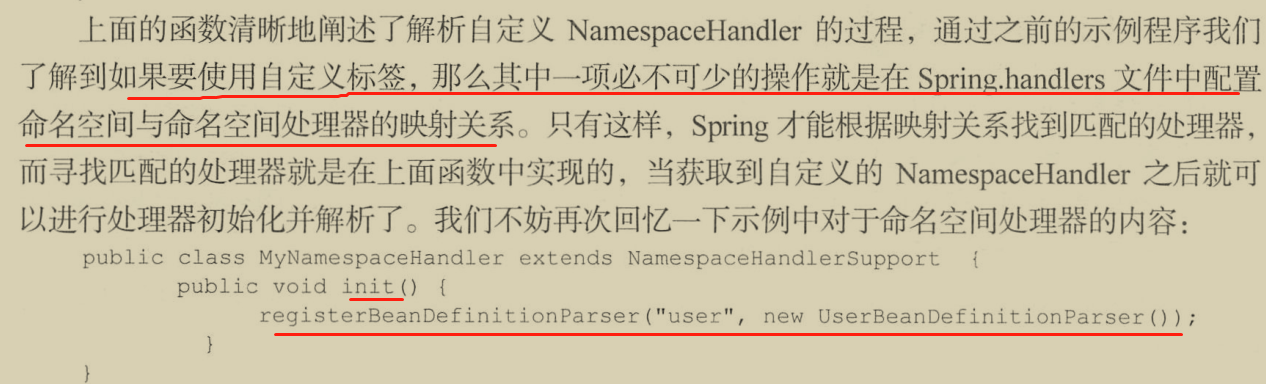 上面的函数清晰地阐述了解析自定义 NamespaceHandler 的过程，通过之前的示例程序我们
了解到如果要使用自定义标签，那么其中一项必不可少的操作就是在 Spring.handlers 文件中配置
命名空间与命名空间处理器的映射关系。只有这样，Spring 才能根据映射关系找到匹配的处理器，
而寻找匹配的处理器就是在上面函数中实现的，当获取到自定义的 NamespaceHandler 之后就可
以进行处理器初始化并解析了。我们不妨再次回忆一下示例中对于命名空间处理器的内容：
public class MyNamespaceHandler extends NamespaceHandlerSupport {
public void init() {
registerBeanDefinitionParser("user", new UserBeanDefinitionParser());
}
}